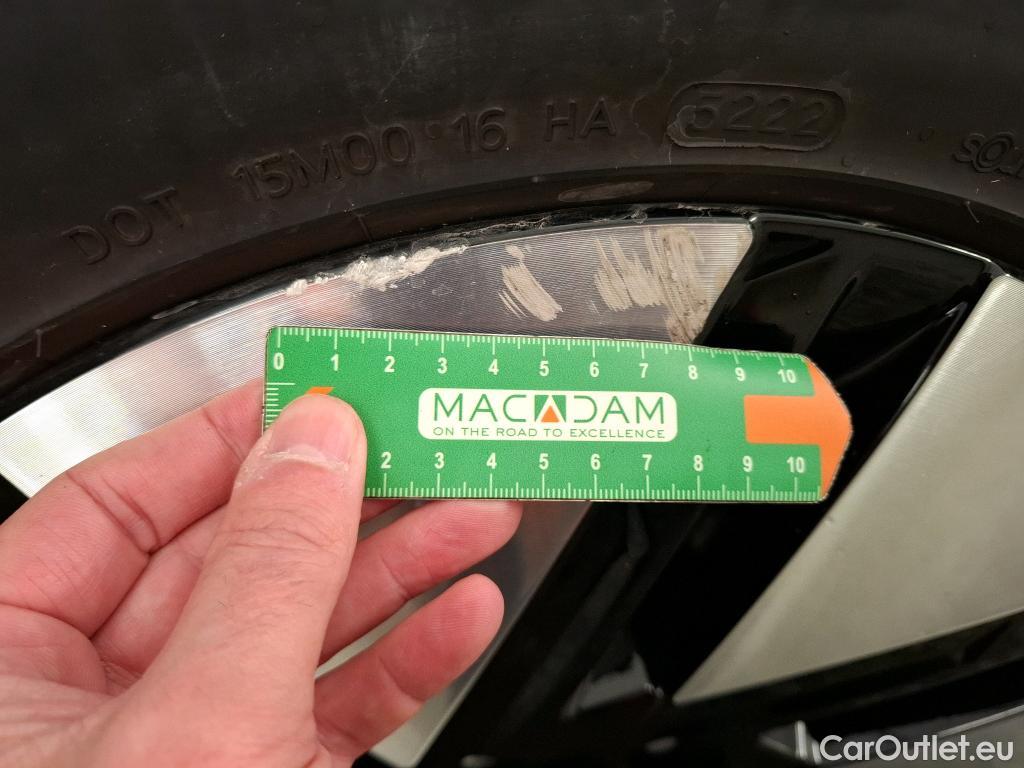 DOT 15M00 16 HA 5222
0 1 2 3 4 5 6 7 8 9 10
MACADAM
ON THE ROAD TO EXCELLENCE
2 3 4 5 6 7 8 9 10
CarOutlet.eu